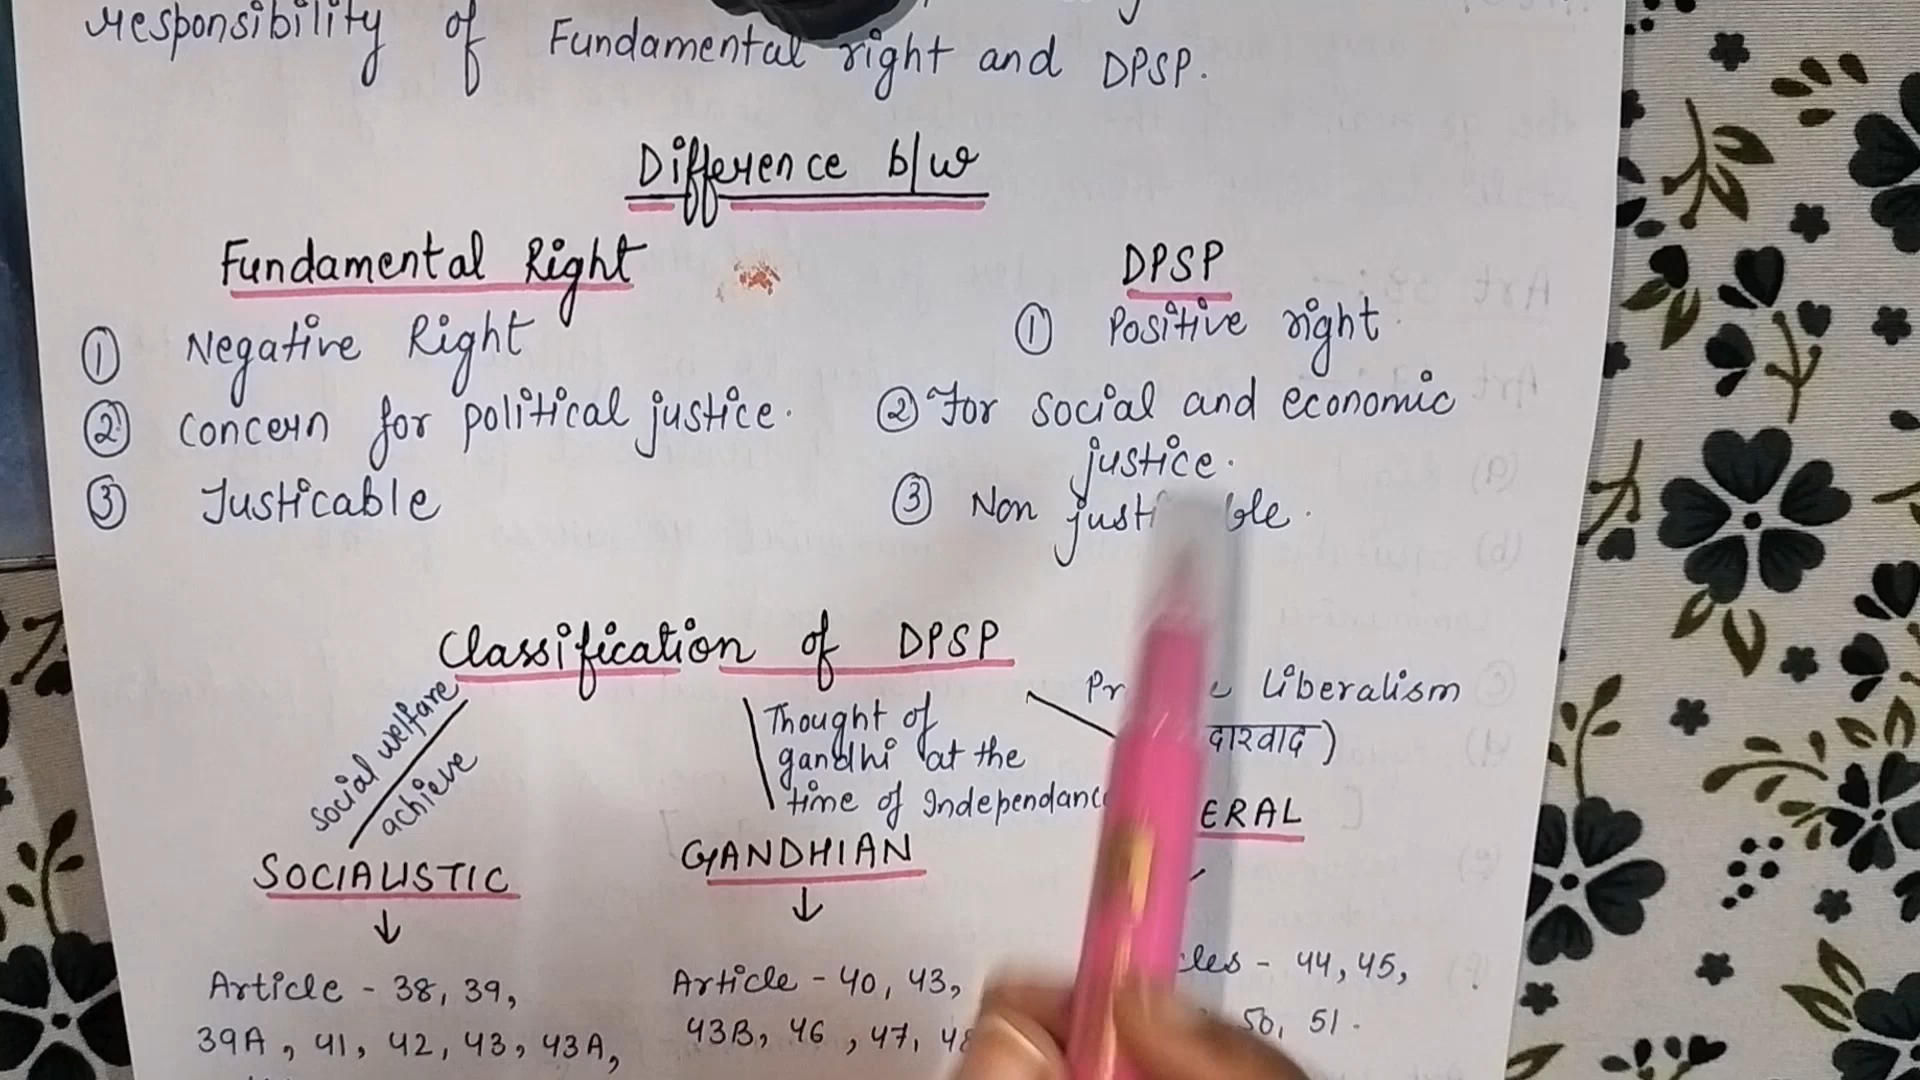 responsibility of Fundamental right and DPSP.
Difference b/w
Fundamental Right
① Negative Right
② Concern for political justice.
③ Justicable
DPSP
① Positive right
② For social and economic
justice.
③ Non
Classification of DPSP
social welfare
achieve
SOCIALISTIC
Article - 38, 39,
39A, 41, 42, 43, 43A,
Thought of
gandhi at the
time of Independance
GANDHIAN
Article - 40, 43,
43B, 46, 47,
Liberalism
44, 45,
50, 51.